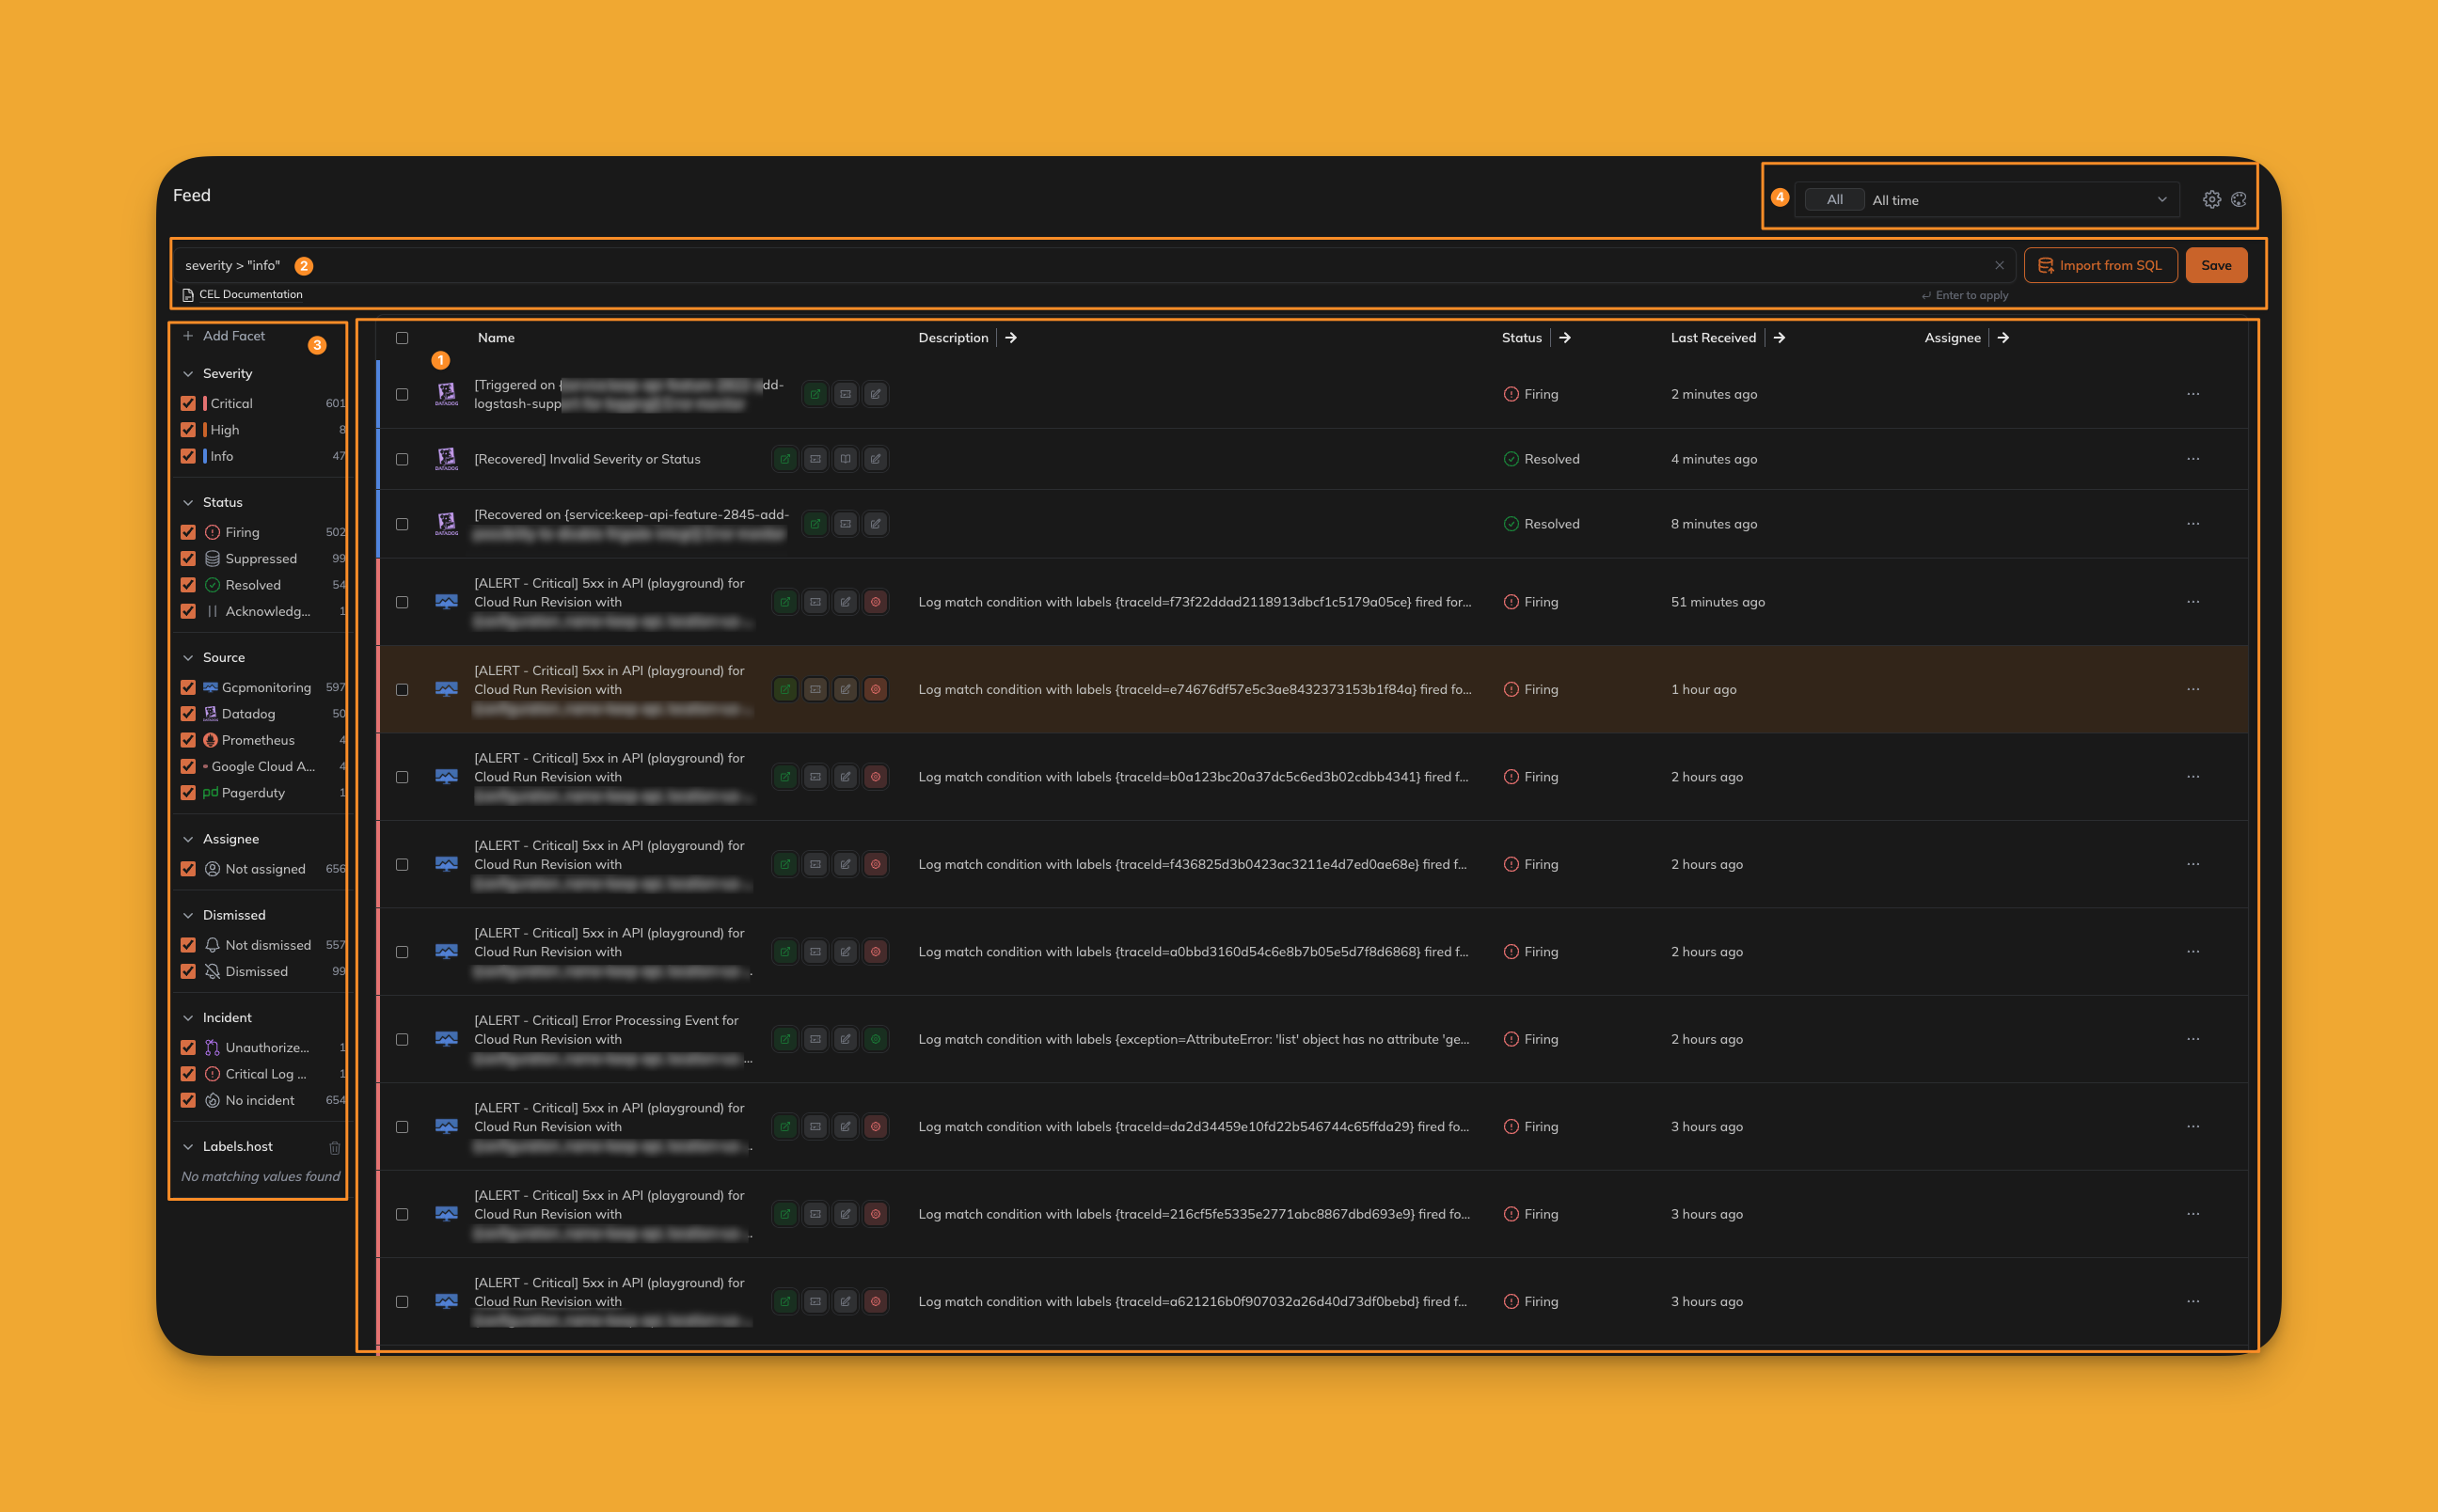 Feed
4
All
All time
severity > "info"
2
Import from SQL
Save
CEL Documentation
Enter to apply
Add Facet
3
Severity
Critical 601
High 8
Info 47
Status
Firing 502
Suppressed 99
Resolved 54
Acknowledg... 1
Source
Gcpmonitoring 597
Datadog 50
Prometheus 4
Google Cloud A... 4
Pagerduty 1
Assignee
Not assigned 656
Dismissed
Not dismissed 557
Dismissed 99
Incident
Unauthorize... 1
Critical Log ... 1
No incident 654
Labels.host
No matching values found
Name Description Status Last Received Assignee
1
[Triggered on
logstash-supp
Firing 2 minutes ago
DATADOG
[Recovered] Invalid Severity or Status Resolved 4 minutes ago
DATADOG
[Recovered on {service:keep-api-feature-2845-add-
Resolved 8 minutes ago
DATADOG
[ALERT - Critical] 5xx in API (playground) for
Cloud Run Revision with
Log match condition with labels {traceId=f73f22ddad2118913dbcf1c5179a05ce} fired for... Firing 51 minutes ago
[ALERT - Critical] 5xx in API (playground) for
Cloud Run Revision with
Log match condition with labels {traceId=e74676df57e5c3ae8432373153b1f84a} fired fo... Firing 1 hour ago
[ALERT - Critical] 5xx in API (playground) for
Cloud Run Revision with
Log match condition with labels {traceId=b0a123bc20a37dc5c6ed3b02cdbb4341} fired f... Firing 2 hours ago
[ALERT - Critical] 5xx in API (playground) for
Cloud Run Revision with
Log match condition with labels {traceId=f436825d3b0423ac3211e4d7ed0ae68e} fired f... Firing 2 hours ago
[ALERT - Critical] 5xx in API (playground) for
Cloud Run Revision with
Log match condition with labels {traceId=a0bbd3160d54c6e8b7b05e5d7f8d6868} fired f... Firing 2 hours ago
[ALERT - Critical] Error Processing Event for
Cloud Run Revision with
Log match condition with labels {exception=AttributeError: 'list' object has no attribute 'ge... Firing 2 hours ago
[ALERT - Critical] 5xx in API (playground) for
Cloud Run Revision with
Log match condition with labels {traceId=da2d34459e10fd22b546744c65ffda29} fired fo... Firing 3 hours ago
[ALERT - Critical] 5xx in API (playground) for
Cloud Run Revision with
Log match condition with labels {traceId=216cf5fe5335e2771abc8867dbd693e9} fired fo... Firing 3 hours ago
[ALERT - Critical] 5xx in API (playground) for
Cloud Run Revision with
Log match condition with labels {traceId=a621216b0f907032a26d40d73df0bebd} fired f... Firing 3 hours ago